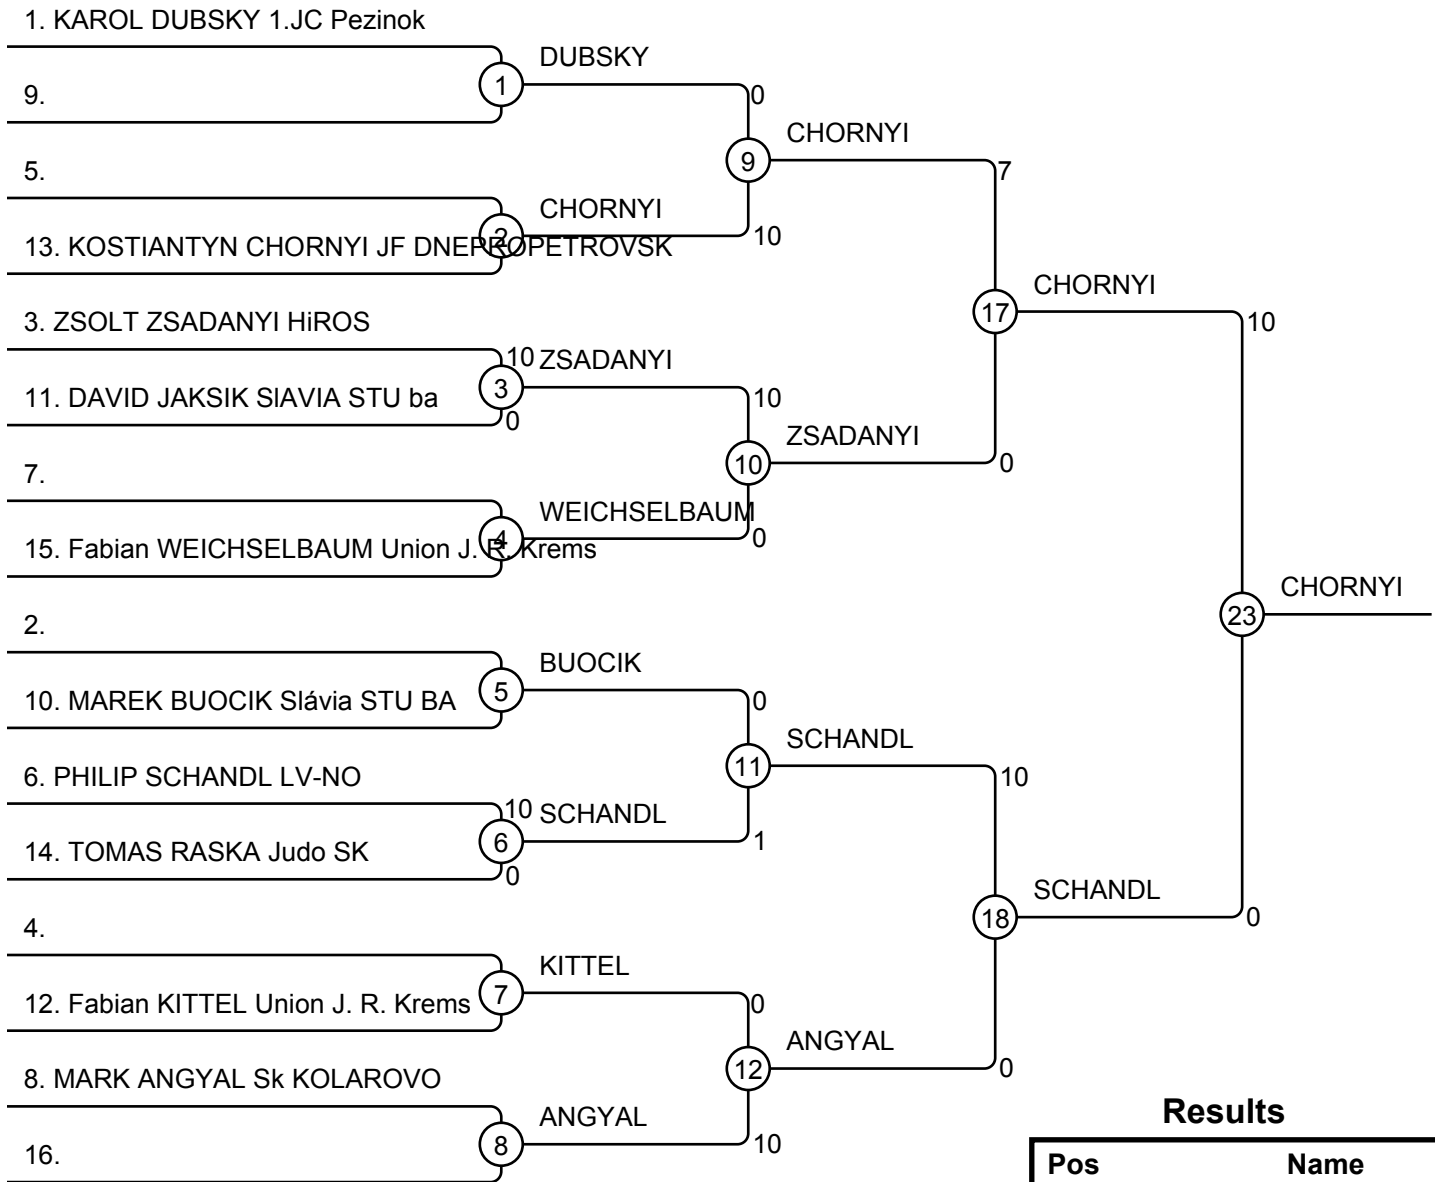 1. KAROL DUBSKY 1.JC Pezinok
DUBSKY
1
9.
0
CHORNYI
9
5.
7
CHORNYI
2
10
13. KOSTIANTYN CHORNYI JF DNEPROPETROVSK
CHORNYI
17
3. ZSOLT ZSADANYI HiROS
10
10 ZSADANYI
3
11. DAVID JAKSIK SlAVIA STU ba
10
0
ZSADANYI
10
0
7.
WEICHSELBAUM
4
0
15. Fabian WEICHSELBAUM Union J. R. Krems
CHORNYI
23
2.
BUOCIK
5
10. MAREK BUOCIK Slávia STU BA
0
SCHANDL
11
6. PHILIP SCHANDL LV-NO
10
10 SCHANDL
6
1
14. TOMAS RASKA Judo SK
0
SCHANDL
18
0
4.
KITTEL
7
12. Fabian KITTEL Union J. R. Krems
0
ANGYAL
12
0
8. MARK ANGYAL Sk KOLAROVO
ANGYAL
8
10
16.
Results
Pos Name